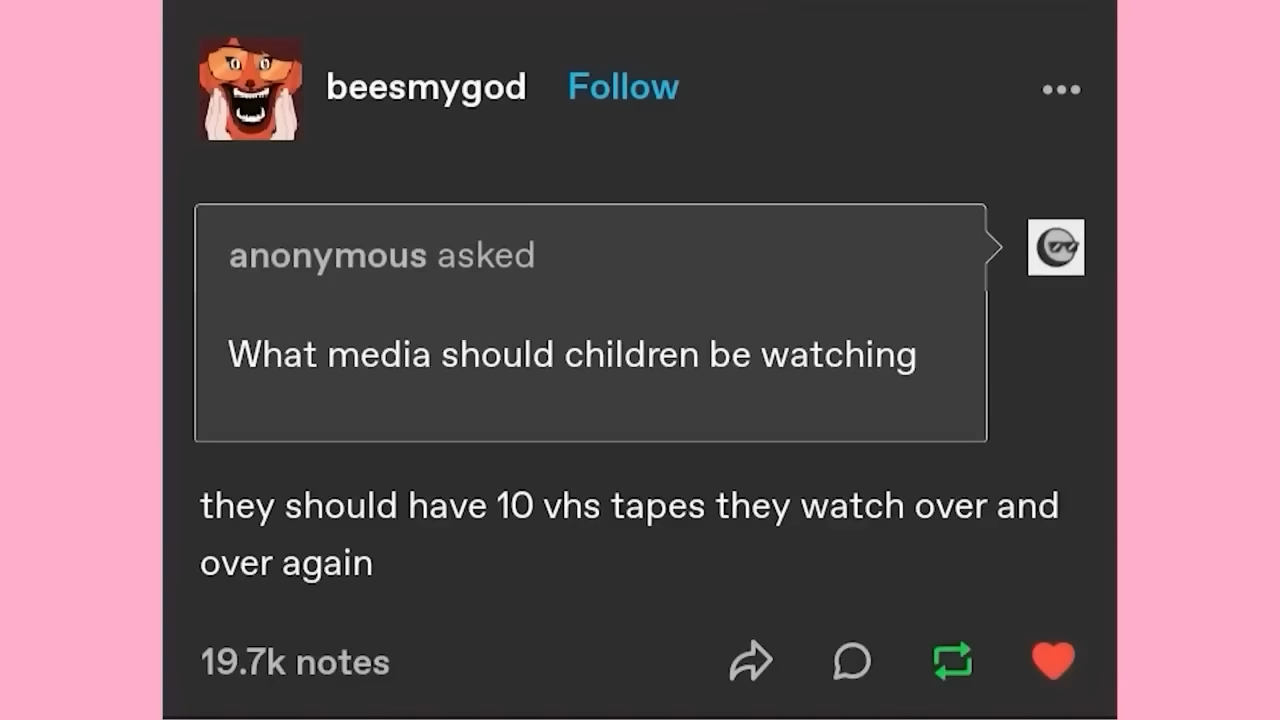 beesmygod Follow
anonymous asked
What media should children be watching
they should have 10 vhs tapes they watch over and
over again
19.7k notes